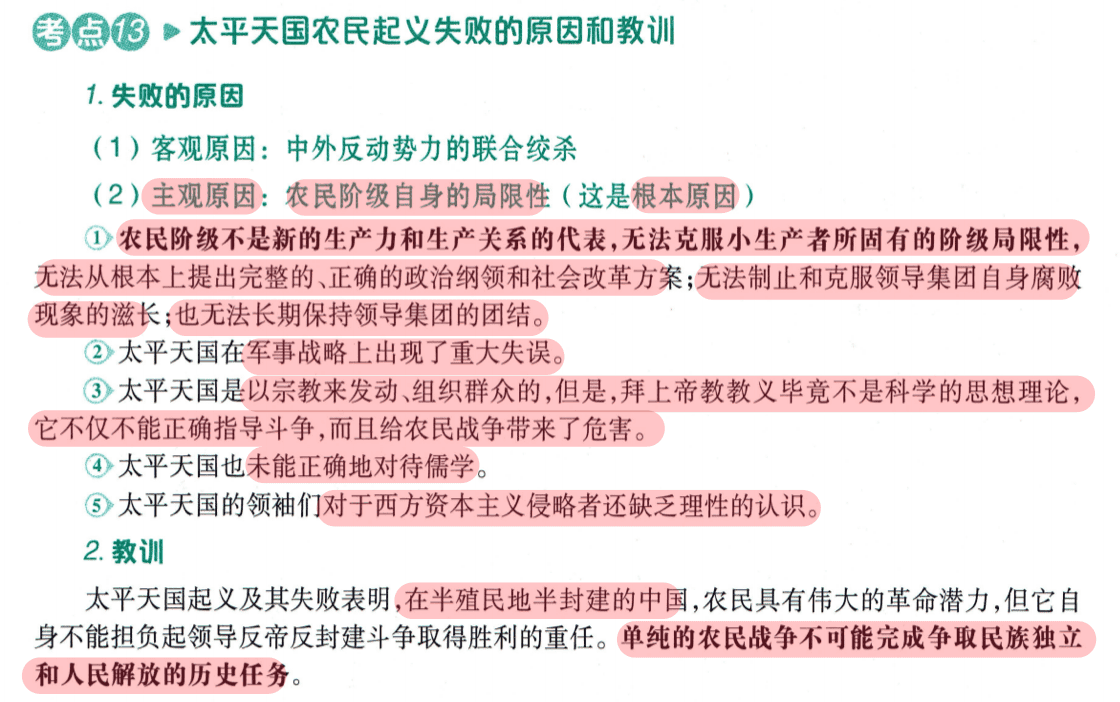 考点13 ▶ 太平天国农民起义失败的原因和教训
1. 失败的原因
（1）客观原因：中外反动势力的联合绞杀
（2）主观原因：农民阶级自身的局限性（这是根本原因）
① 农民阶级不是新的生产力和生产关系的代表，无法克服小生产者所固有的阶级局限性，
无法从根本上提出完整的、正确的政治纲领和社会改革方案；无法制止和克服领导集团自身腐败
现象的滋长；也无法长期保持领导集团的团结。
② 太平天国在军事战略上出现了重大失误。
③ 太平天国是以宗教来发动、组织群众的，但是，拜上帝教教义毕竟不是科学的思想理论，
它不仅不能正确指导斗争，而且给农民战争带来了危害。
④ 太平天国也未能正确地对待儒学。
⑤ 太平天国的领袖们对于西方资本主义侵略者还缺乏理性的认识。
2. 教训
太平天国起义及其失败表明，在半殖民地半封建的中国，农民具有伟大的革命潜力，但它自
身不能担负起领导反帝反封建斗争取得胜利的重任。单纯的农民战争不可能完成争取民族独立
和人民解放的历史任务。